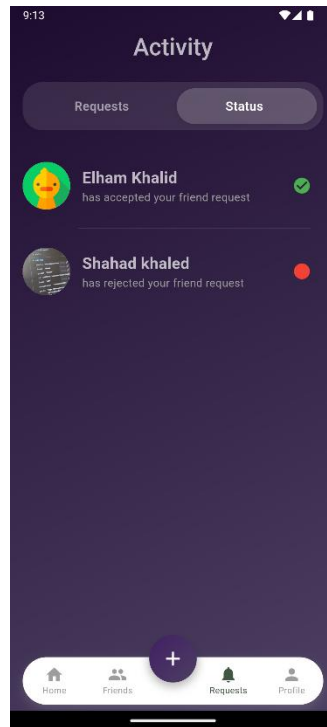 9:13
Activity
Requests Status
Elham Khalid
has accepted your friend request
Shahad khaled
has rejected your friend request
+
Home Friends Requests Profile